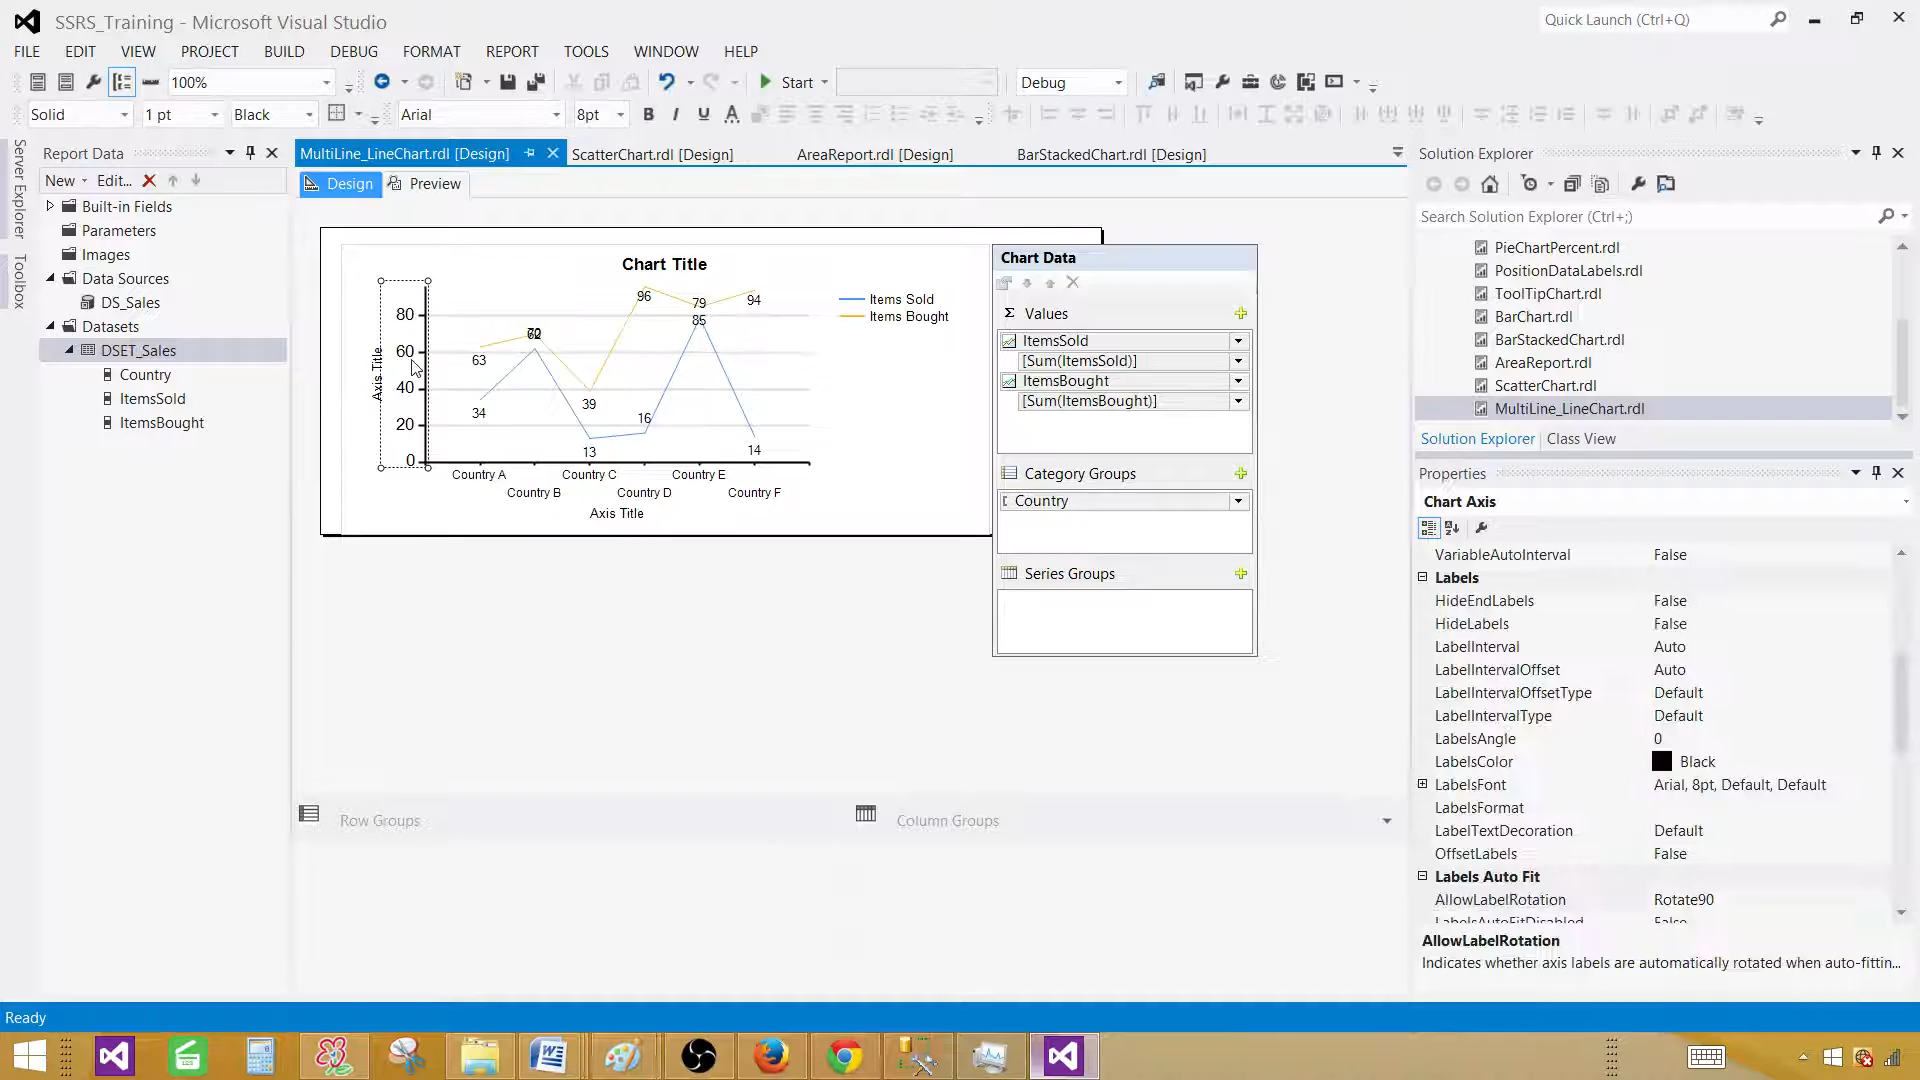 SSRS_Training - Microsoft Visual Studio
Quick Launch (Ctrl+Q)
FILE EDIT VIEW PROJECT BUILD DEBUG FORMAT REPORT TOOLS WINDOW HELP
100% Start Debug
Solid 1 pt Black Arial 8pt B I U A
Server Explorer
Toolbox
Report Data
New Edit...
Built-in Fields
Parameters
Images
Data Sources
DS_Sales
Datasets
DSET_Sales
Country
ItemsSold
ItemsBought
MultiLine_LineChart.rdl [Design] ScatterChart.rdl [Design] AreaReport.rdl [Design] BarStackedChart.rdl [Design]
Design Preview
Chart Title
Axis Title
80
60
40
20
0
63
34
39
13
96
16
79
85
94
14
Country A Country C Country E
Country B Country D Country F
Axis Title
Items Sold
Items Bought
Chart Data
Σ Values
ItemsSold
[Sum(ItemsSold)]
ItemsBought
[Sum(ItemsBought)]
Category Groups
Country
Series Groups
Row Groups Column Groups
Solution Explorer
Search Solution Explorer (Ctrl+;)
PieChartPercent.rdl
PositionDataLabels.rdl
ToolTipChart.rdl
BarChart.rdl
BarStackedChart.rdl
AreaReport.rdl
ScatterChart.rdl
MultiLine_LineChart.rdl
Solution Explorer Class View
Properties
Chart Axis
VariableAutoInterval False
Labels
HideEndLabels False
HideLabels False
LabelInterval Auto
LabelIntervalOffset Auto
LabelIntervalOffsetType Default
LabelIntervalType Default
LabelsAngle 0
LabelsColor Black
LabelsFont Arial, 8pt, Default, Default
LabelsFormat
LabelTextDecoration Default
OffsetLabels False
Labels Auto Fit
AllowLabelRotation Rotate90
LabelsAutoFitDisabled False
AllowLabelRotation
Indicates whether axis labels are automatically rotated when auto-fittin...
Ready